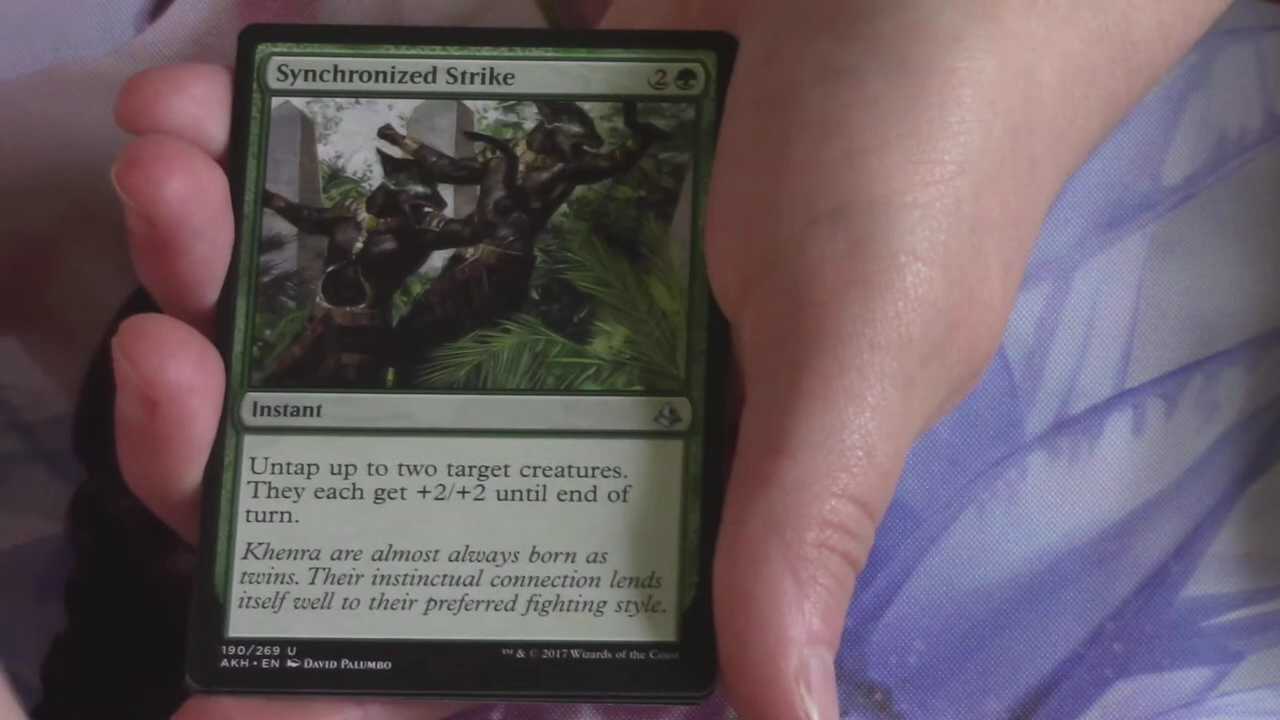 Synchronized Strike 2
Instant
Untap up to two target creatures.
They each get +2/+2 until end of
turn.
Khenra are almost always born as
twins. Their instinctual connection lends
itself well to their preferred fighting style.
190/269 U
AKH • EN David Palumbo
™ & © 2017 Wizards of the Coast